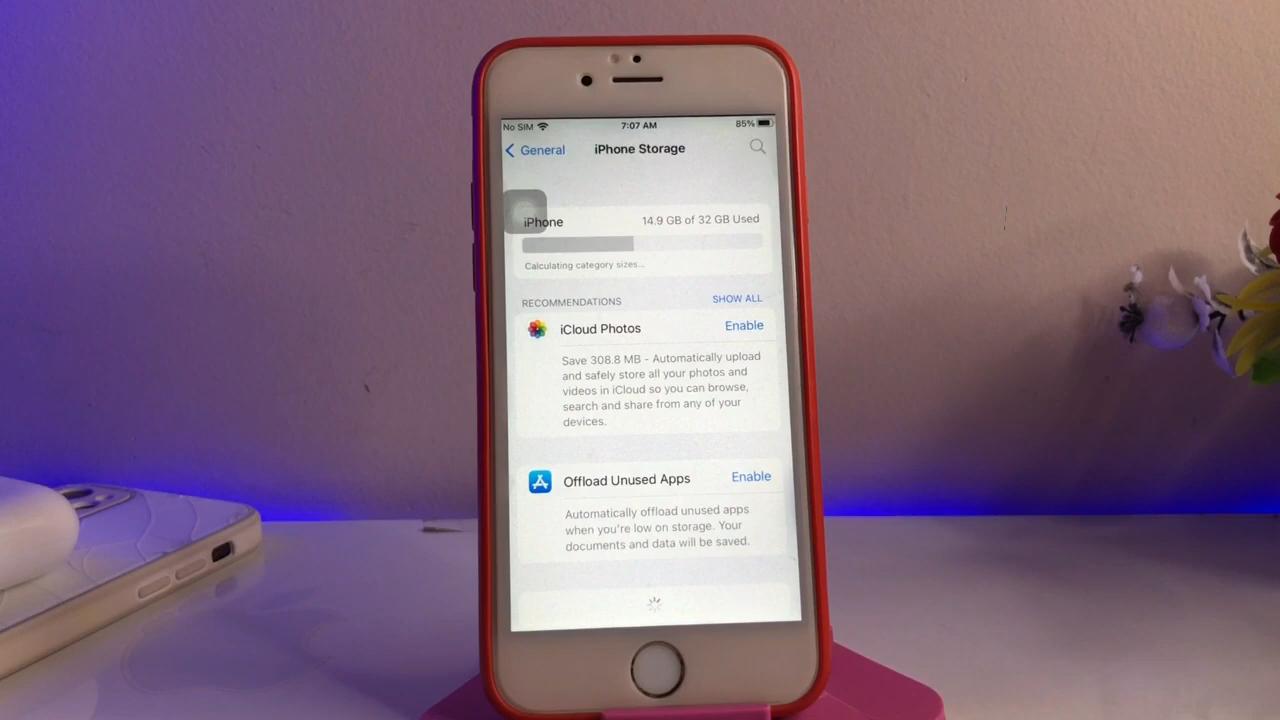 No SIM 7:07 AM 85%
General iPhone Storage
iPhone 14.9 GB of 32 GB Used
Calculating category sizes...
RECOMMENDATIONS SHOW ALL
iCloud Photos Enable
Save 308.8 MB - Automatically upload
and safely store all your photos and
videos in iCloud so you can browse,
search and share from any of your
devices.
Offload Unused Apps Enable
Automatically offload unused apps
when you're low on storage. Your
documents and data will be saved.